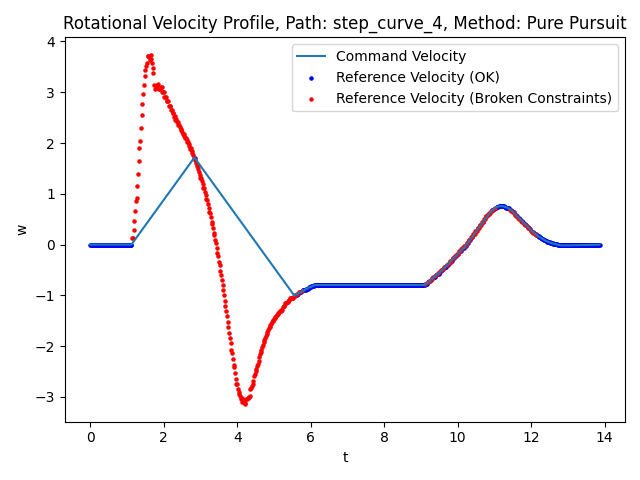 Rotational Velocity Profile, Path: step_curve_4, Method: Pure Pursuit
Command Velocity
Reference Velocity (OK)
Reference Velocity (Broken Constraints)
4
3
2
1
0
−1
−2
−3
w
0 2 4 6 8 10 12 14
t